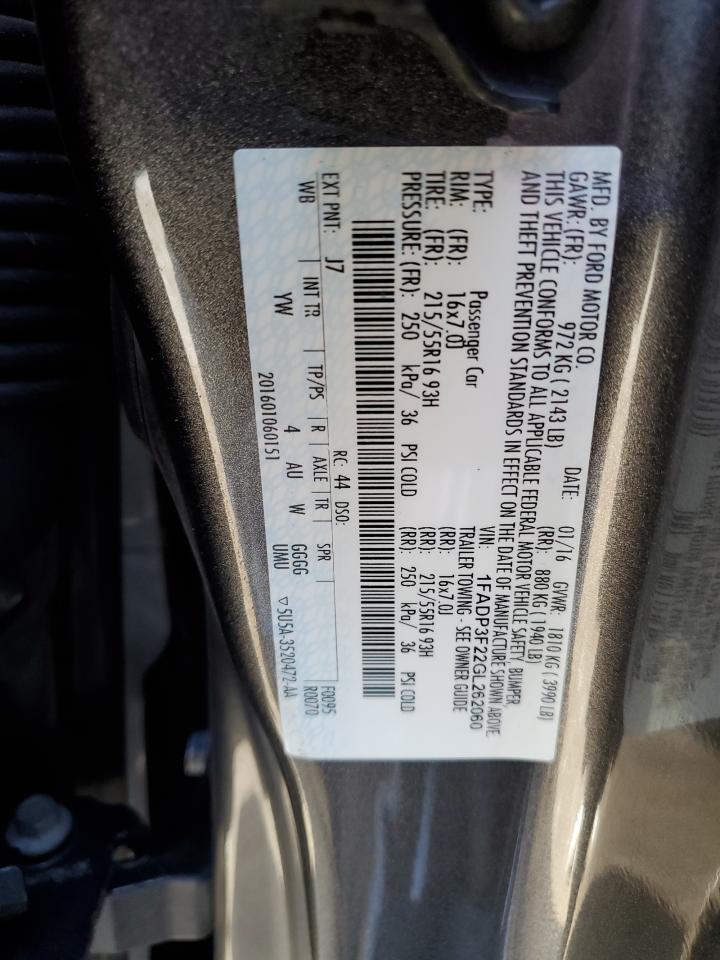 MFD. BY FORD MOTOR CO. DATE: 01/16 GVWR: 1810 KG ( 3990 LB)
GAWR: (FR): 972 KG ( 2143 LB) (RR): 880 KG ( 1940 LB)
THIS VEHICLE CONFORMS TO ALL APPLICABLE FEDERAL MOTOR VEHICLE SAFETY, BUMPER,
AND THEFT PREVENTION STANDARDS IN EFFECT ON THE DATE OF MANUFACTURE SHOWN ABOVE.
VIN: 1FADP3F22GL262060
TYPE: Passenger Car TRAILER TOWING - SEE OWNER GUIDE
RIM: (FR): 16x7.0J (RR): 16x7.0J
TIRE: (FR): 215/55R16 93H (RR): 215/55R16 93H
PRESSURE: (FR): 250 kPa/ 36 PSI COLD (RR): 250 kPa/ 36 PSI COLD
EXT PNT: J7 RC: 44 DSO: F0095
WB INT TR TP/PS R AXLE TR SPR R0070
YW 4 AU W GGGG UMU
201601060151 ▽ 5U5A-3520472-AA